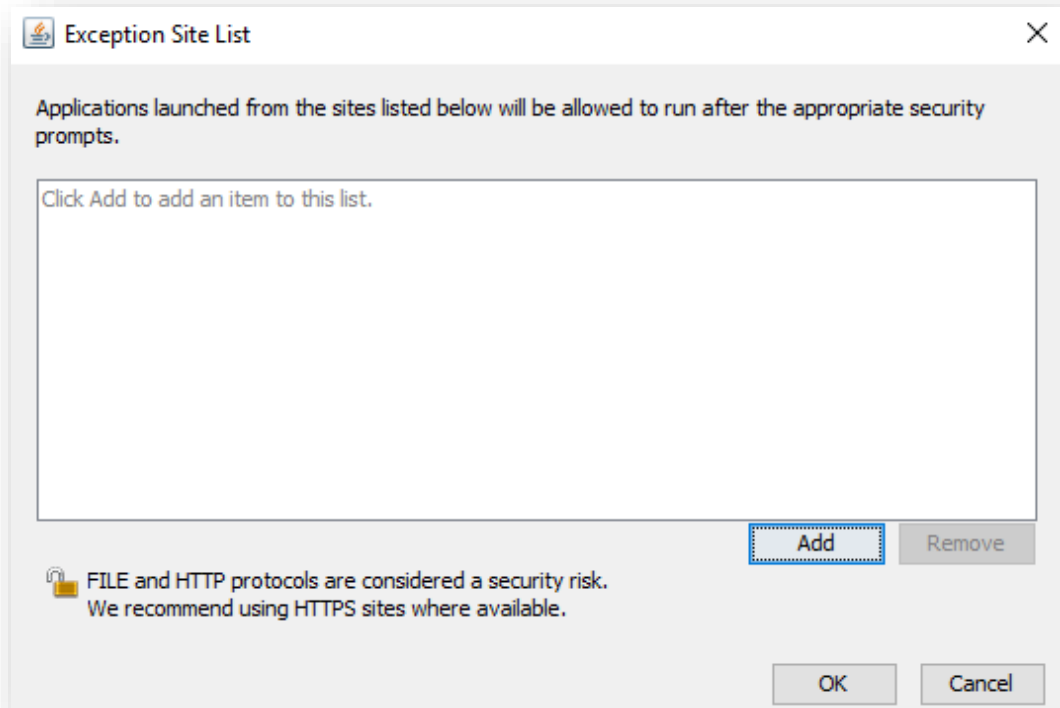 Exception Site List
Applications launched from the sites listed below will be allowed to run after the appropriate security
prompts.
Click Add to add an item to this list.
Add
Remove
FILE and HTTP protocols are considered a security risk.
We recommend using HTTPS sites where available.
OK
Cancel